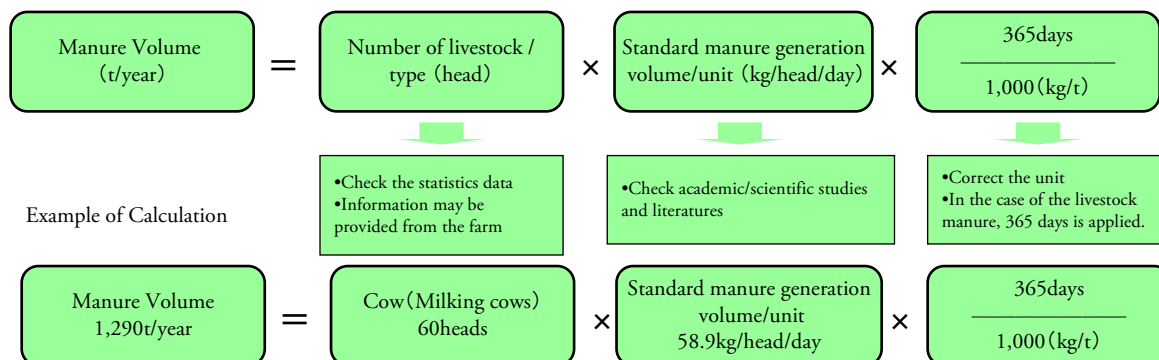 Manure Volume
(t/year)
=
Number of livestock /
type (head)
×
Standard manure generation
volume/unit (kg/head/day)
×
365days
1,000(kg/t)
•Check the statistics data
•Information may be
provided from the farm
•Check academic/scientific studies
and literatures
•Correct the unit
•In the case of the livestock
manure, 365 days is applied.
Example of Calculation
Manure Volume
1,290t/year
=
Cow(Milking cows)
60heads
×
Standard manure generation
volume/unit
58.9kg/head/day
×
365days
1,000(kg/t)